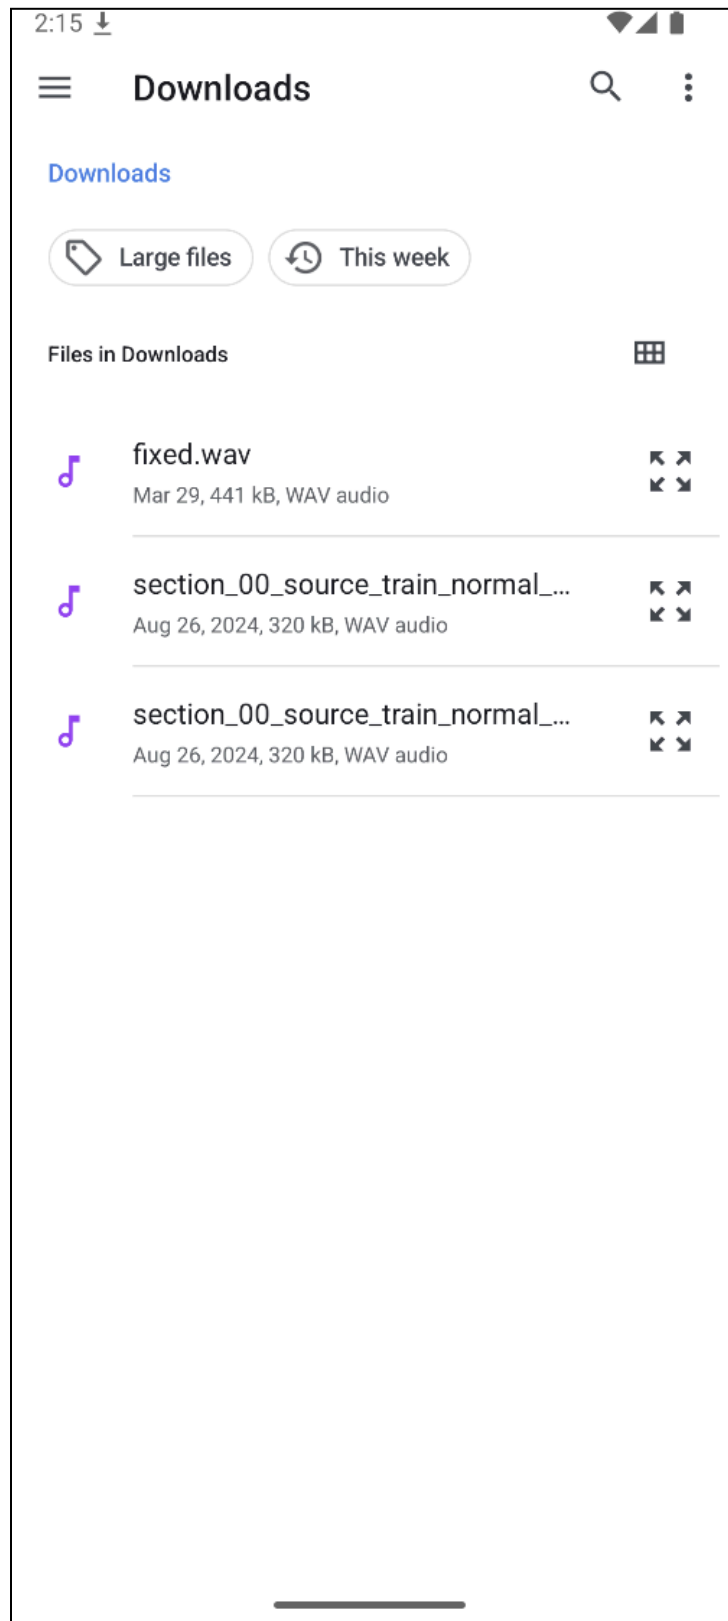 2:15
Downloads
Downloads
Large files
This week
Files in Downloads
fixed.wav
Mar 29, 441 kB, WAV audio
section_00_source_train_normal_...
Aug 26, 2024, 320 kB, WAV audio
section_00_source_train_normal_...
Aug 26, 2024, 320 kB, WAV audio